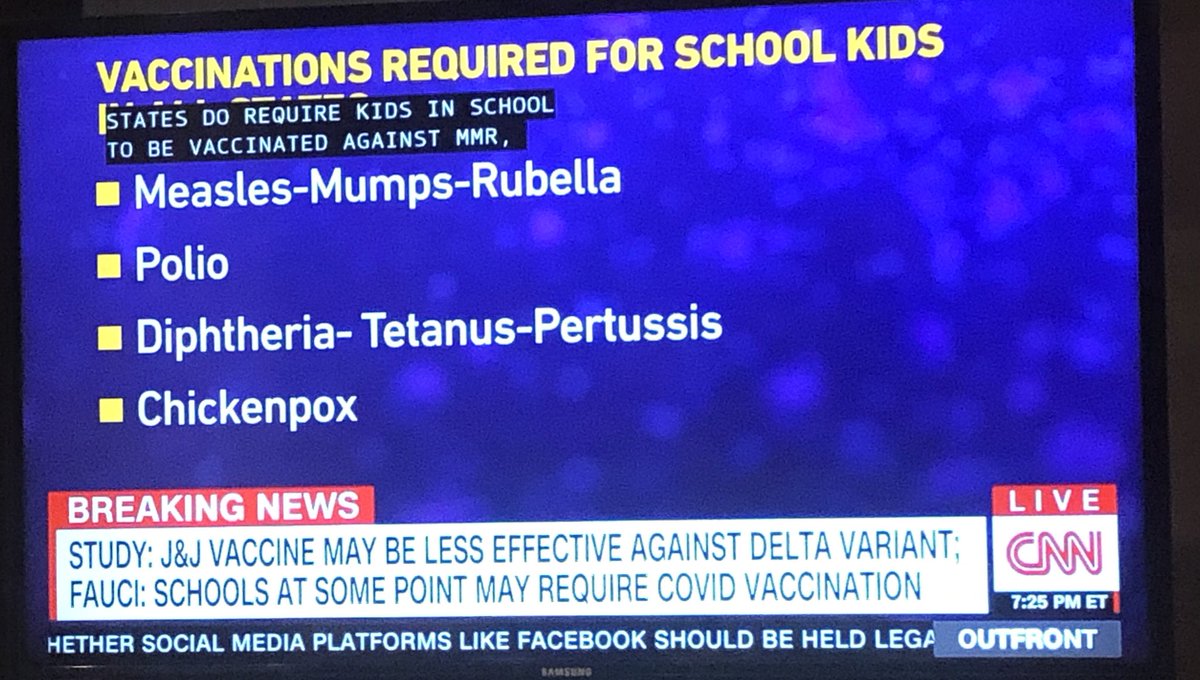 VACCINATIONS REQUIRED FOR SCHOOL KIDS
IN ALL STATES
STATES DO REQUIRE KIDS IN SCHOOL
TO BE VACCINATED AGAINST MMR,
Measles-Mumps-Rubella
Polio
Diphtheria- Tetanus-Pertussis
Chickenpox
BREAKING NEWS
STUDY: J&J VACCINE MAY BE LESS EFFECTIVE AGAINST DELTA VARIANT;
FAUCI: SCHOOLS AT SOME POINT MAY REQUIRE COVID VACCINATION
LIVE
CNN
7:25 PM ET
HETHER SOCIAL MEDIA PLATFORMS LIKE FACEBOOK SHOULD BE HELD LEGA
OUTFRONT
SAMSUNG